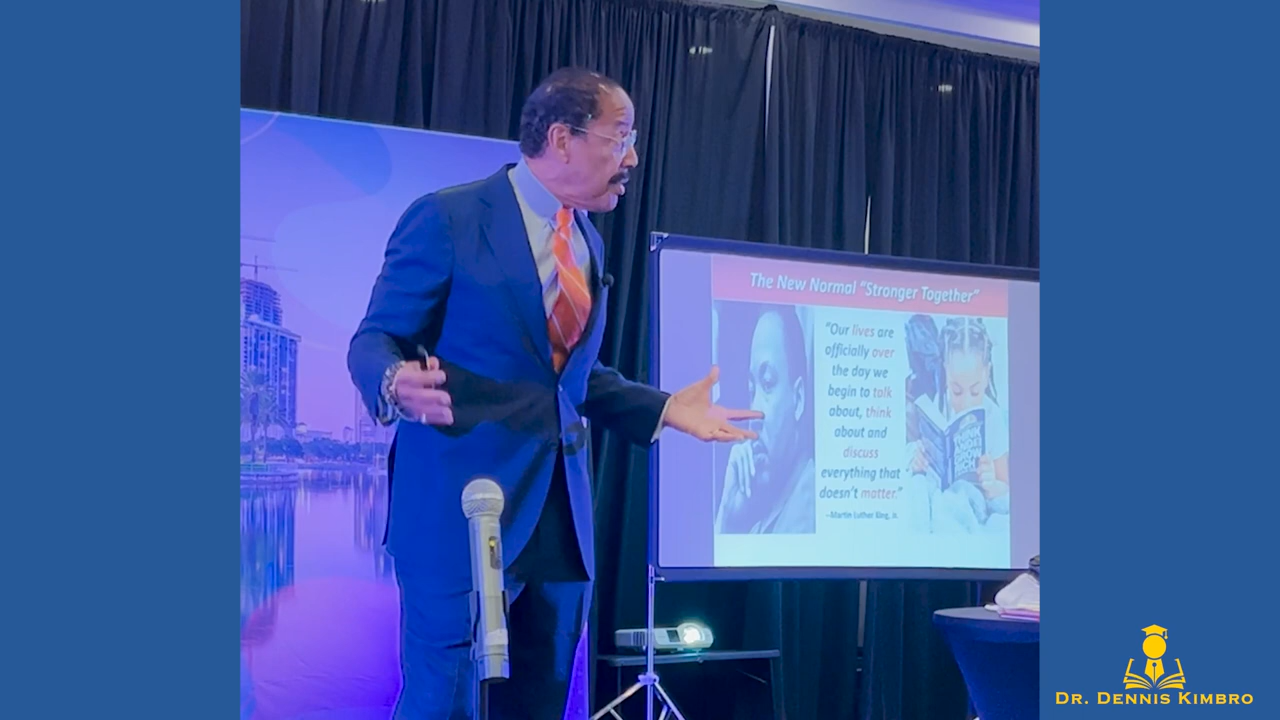 The New Normal "Stronger Together"
"Our lives are
officially over
the day we
begin to talk
about, think
about and
discuss
everything that
doesn't matter."
--Martin Luther King, Jr.
DR. DENNIS KIMBRO